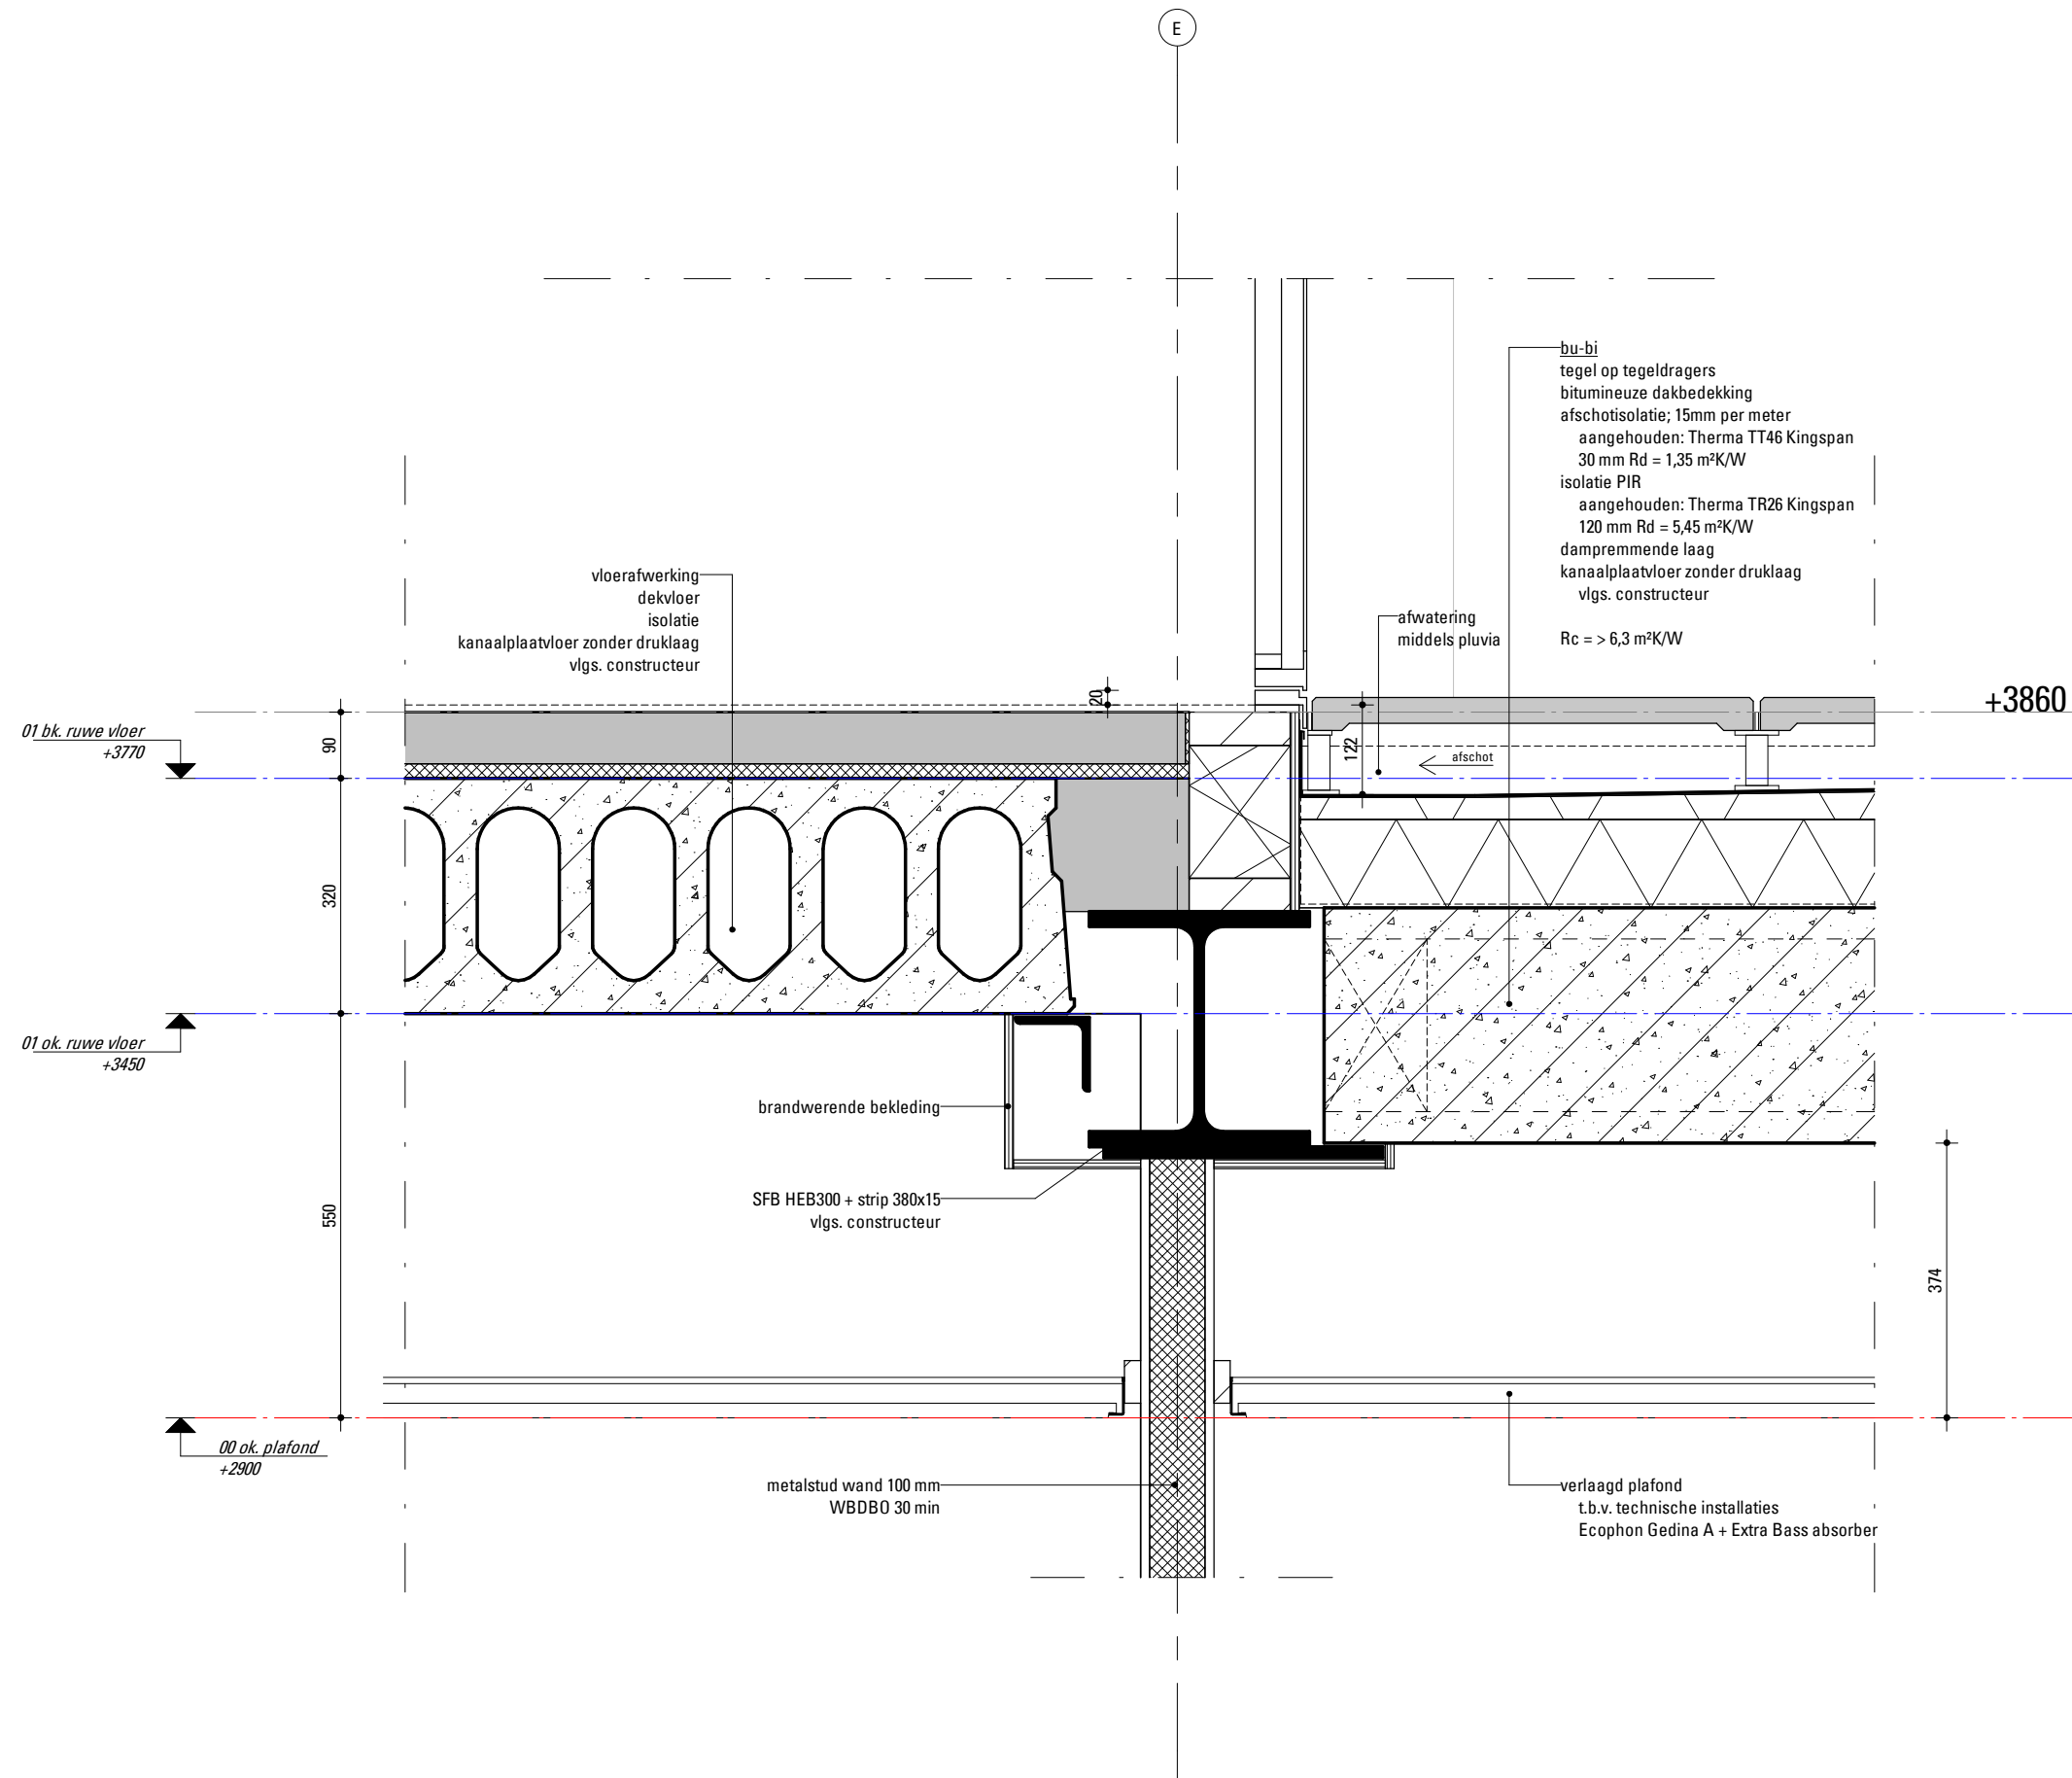 E
bu-bi
tegel op tegeldragers
bitumineuze dakbedekking
afschotisolatie; 15mm per meter
aangehouden: Therma TT46 Kingspan
30 mm Rd = 1,35 m²K/W
isolatie PIR
aangehouden: Therma TR26 Kingspan
120 mm Rd = 5,45 m²K/W
dampremmende laag
kanaalplaatvloer zonder druklaag
vlgs. constructeur
Rc = > 6,3 m²K/W
vloerafwerking
dekvloer
isolatie
kanaalplaatvloer zonder druklaag
vlgs. constructeur
afwatering
middels pluvia
20
+3860
01 bk. ruwe vloer
+3770
90
122
afschot
320
01 ok. ruwe vloer
+3450
brandwerende bekleding
SFB HEB300 + strip 380x15
vlgs. constructeur
550
374
00 ok. plafond
+2900
metalstud wand 100 mm
WBDBO 30 min
verlaagd plafond
t.b.v. technische installaties
Ecophon Gedina A + Extra Bass absorber